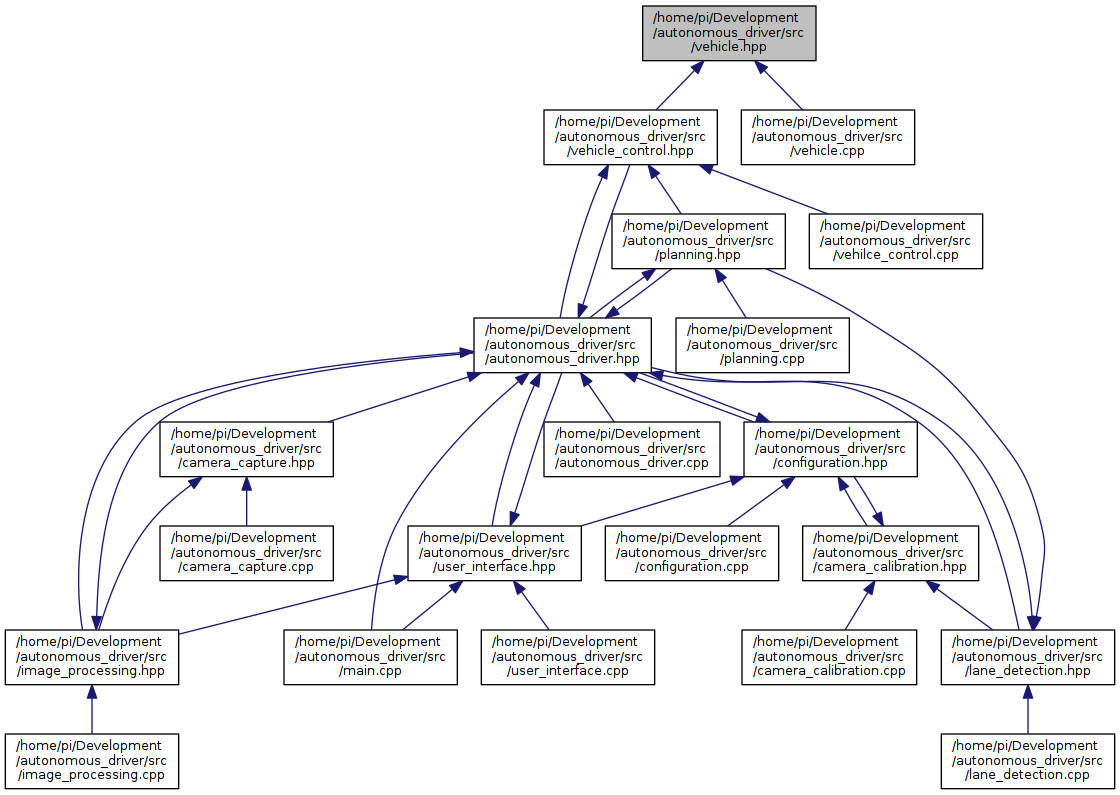 /home/pi/Development
/autonomous_driver/src
/vehicle.hpp
/home/pi/Development
/autonomous_driver/src
/vehicle_control.hpp
/home/pi/Development
/autonomous_driver/src
/vehicle.cpp
/home/pi/Development
/autonomous_driver/src
/planning.hpp
/home/pi/Development
/autonomous_driver/src
/vehilce_control.cpp
/home/pi/Development
/autonomous_driver/src
/autonomous_driver.hpp
/home/pi/Development
/autonomous_driver/src
/planning.cpp
/home/pi/Development
/autonomous_driver/src
/camera_capture.hpp
/home/pi/Development
/autonomous_driver/src
/autonomous_driver.cpp
/home/pi/Development
/autonomous_driver/src
/configuration.hpp
/home/pi/Development
/autonomous_driver/src
/camera_capture.cpp
/home/pi/Development
/autonomous_driver/src
/user_interface.hpp
/home/pi/Development
/autonomous_driver/src
/configuration.cpp
/home/pi/Development
/autonomous_driver/src
/camera_calibration.hpp
/home/pi/Development
/autonomous_driver/src
/image_processing.hpp
/home/pi/Development
/autonomous_driver/src
/main.cpp
/home/pi/Development
/autonomous_driver/src
/user_interface.cpp
/home/pi/Development
/autonomous_driver/src
/camera_calibration.cpp
/home/pi/Development
/autonomous_driver/src
/lane_detection.hpp
/home/pi/Development
/autonomous_driver/src
/image_processing.cpp
/home/pi/Development
/autonomous_driver/src
/lane_detection.cpp